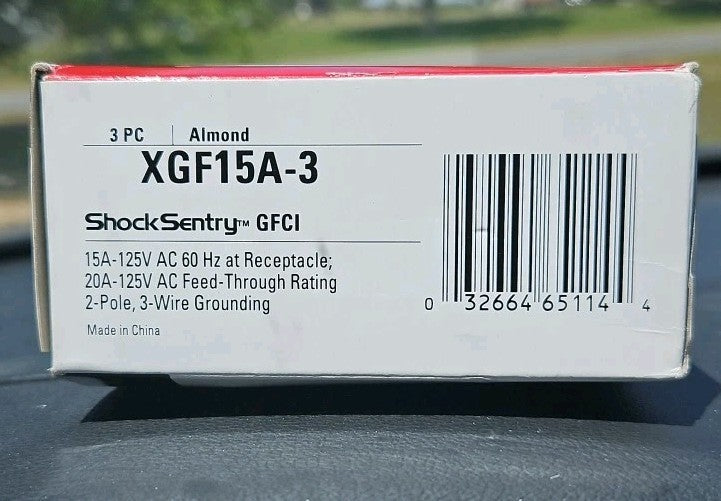 3 PC | Almond
XGF15A-3
ShockSentry™ GFCI
15A-125V AC 60 Hz at Receptacle;
20A-125V AC Feed-Through Rating
2-Pole, 3-Wire Grounding
Made in China
0 32664 65114 4